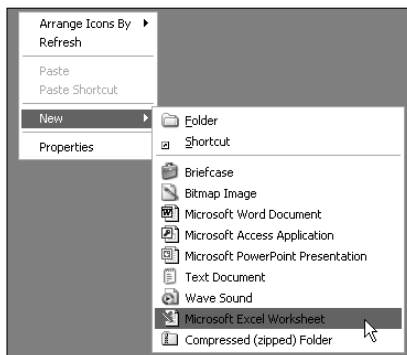 Arrange Icons By
Refresh
Paste
Paste Shortcut
New
Properties
Folder
Shortcut
Briefcase
Bitmap Image
Microsoft Word Document
Microsoft Access Application
Microsoft PowerPoint Presentation
Text Document
Wave Sound
Microsoft Excel Worksheet
Compressed (zipped) Folder